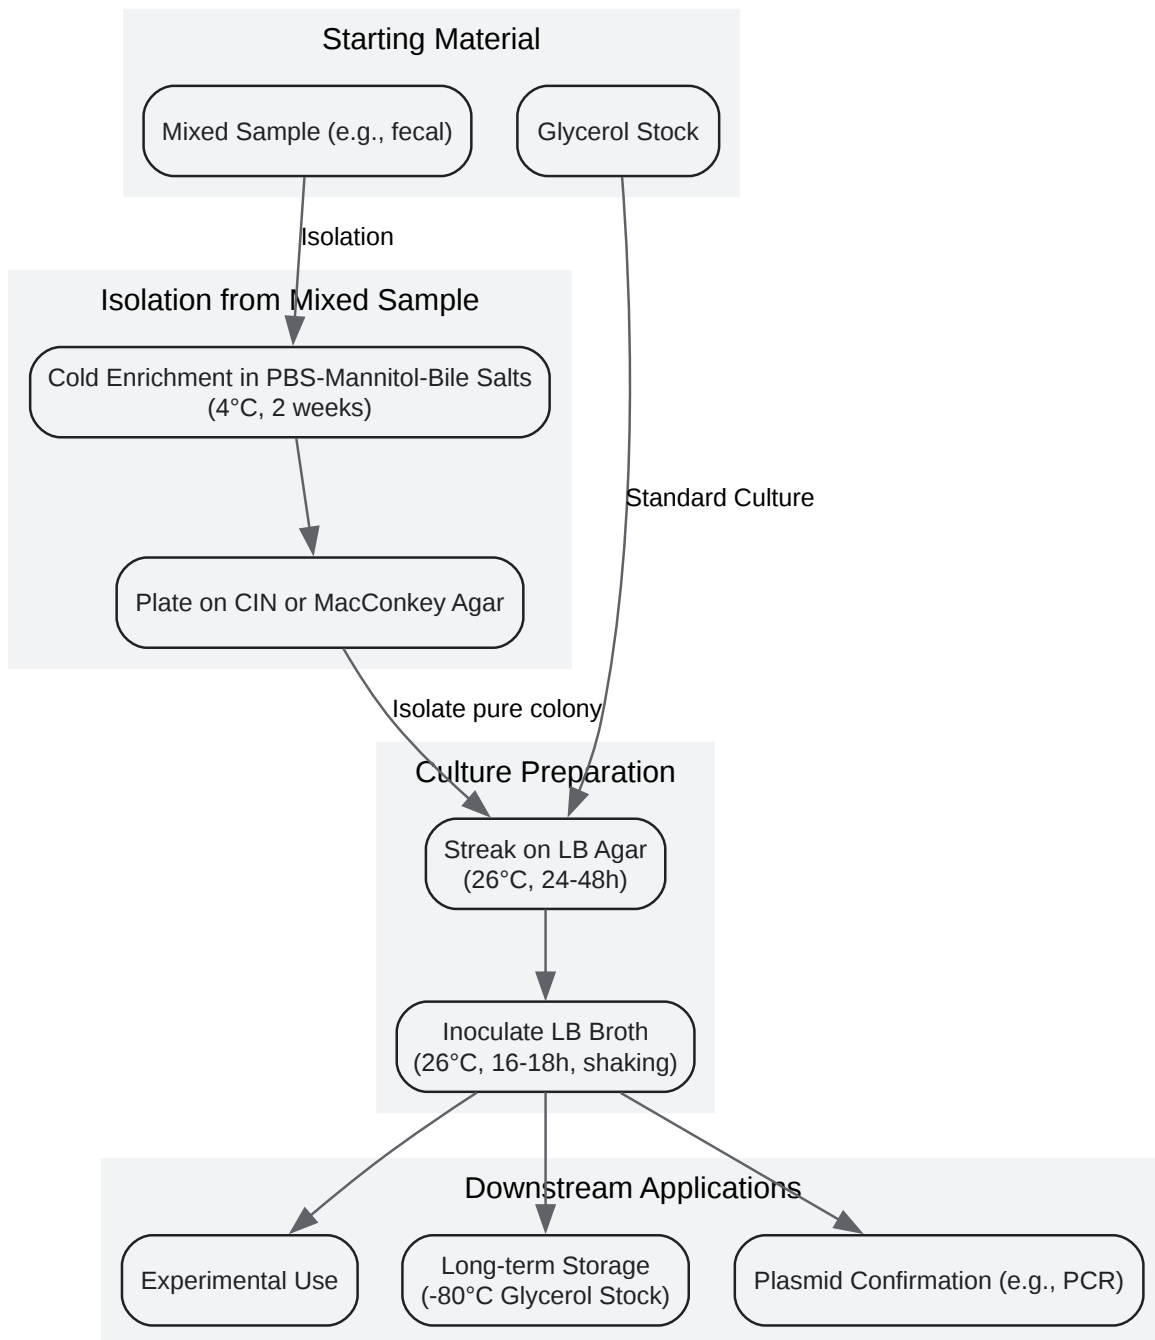 Starting Material
Mixed Sample (e.g., fecal)
Glycerol Stock
Isolation
Isolation from Mixed Sample
Cold Enrichment in PBS-Mannitol-Bile Salts
(4°C, 2 weeks)
Standard Culture
Plate on CIN or MacConkey Agar
Isolate pure colony
Culture Preparation
Streak on LB Agar
(26°C, 24-48h)
Inoculate LB Broth
(26°C, 16-18h, shaking)
Downstream Applications
Experimental Use
Long-term Storage
(-80°C Glycerol Stock)
Plasmid Confirmation (e.g., PCR)